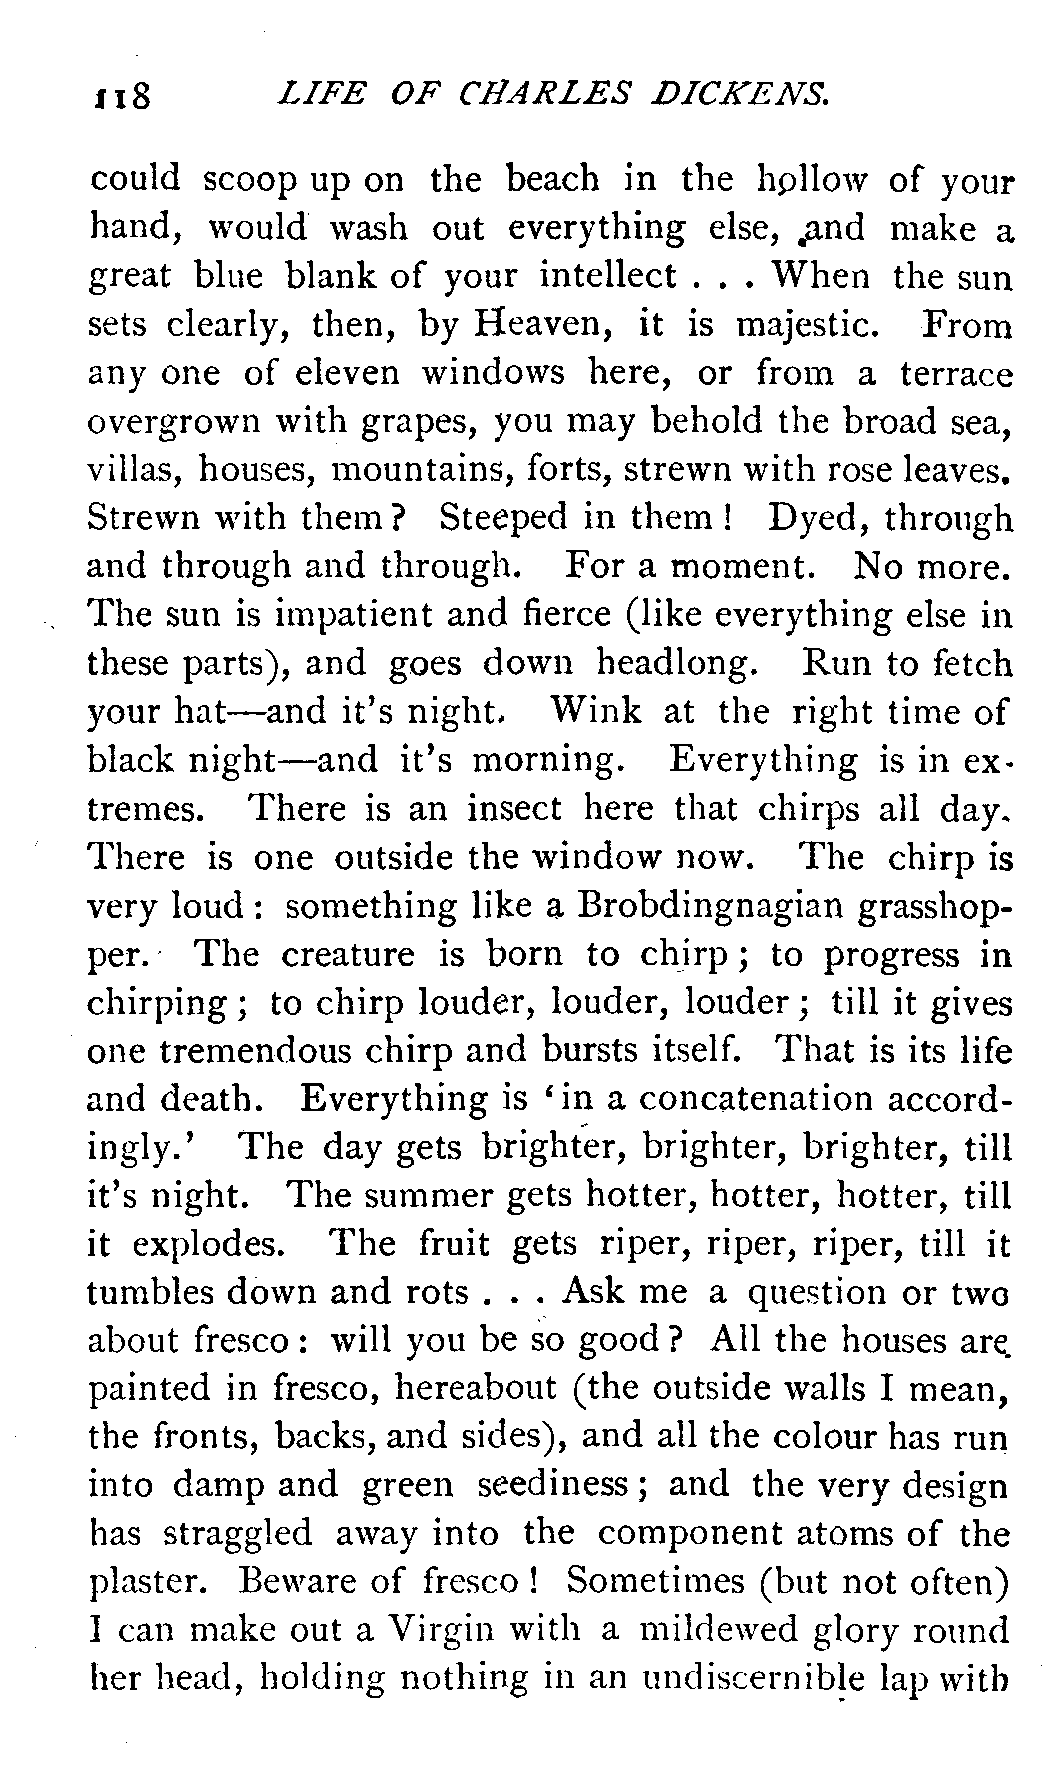 118 LIFE OF CHARLES DICKENS.
could scoop up on the beach in the hollow of your
hand, would wash out everything else, and make a
great blue blank of your intellect . . . When the sun
sets clearly, then, by Heaven, it is majestic. From
any one of eleven windows here, or from a terrace
overgrown with grapes, you may behold the broad sea,
villas, houses, mountains, forts, strewn with rose leaves.
Strewn with them ? Steeped in them ! Dyed, through
and through and through. For a moment. No more.
The sun is impatient and fierce (like everything else in
these parts), and goes down headlong. Run to fetch
your hat—and it's night. Wink at the right time of
black night—and it's morning. Everything is in ex-
tremes. There is an insect here that chirps all day.
There is one outside the window now. The chirp is
very loud : something like a Brobdingnagian grasshop-
per. The creature is born to chirp ; to progress in
chirping ; to chirp louder, louder, louder ; till it gives
one tremendous chirp and bursts itself. That is its life
and death. Everything is ‘in a concatenation accord-
ingly.’ The day gets brighter, brighter, brighter, till
it's night. The summer gets hotter, hotter, hotter, till
it explodes. The fruit gets riper, riper, riper, till it
tumbles down and rots . . . Ask me a question or two
about fresco : will you be so good ? All the houses are
painted in fresco, hereabout (the outside walls I mean,
the fronts, backs, and sides), and all the colour has run
into damp and green seediness ; and the very design
has straggled away into the component atoms of the
plaster. Beware of fresco ! Sometimes (but not often)
I can make out a Virgin with a mildewed glory round
her head, holding nothing in an undiscernible lap with